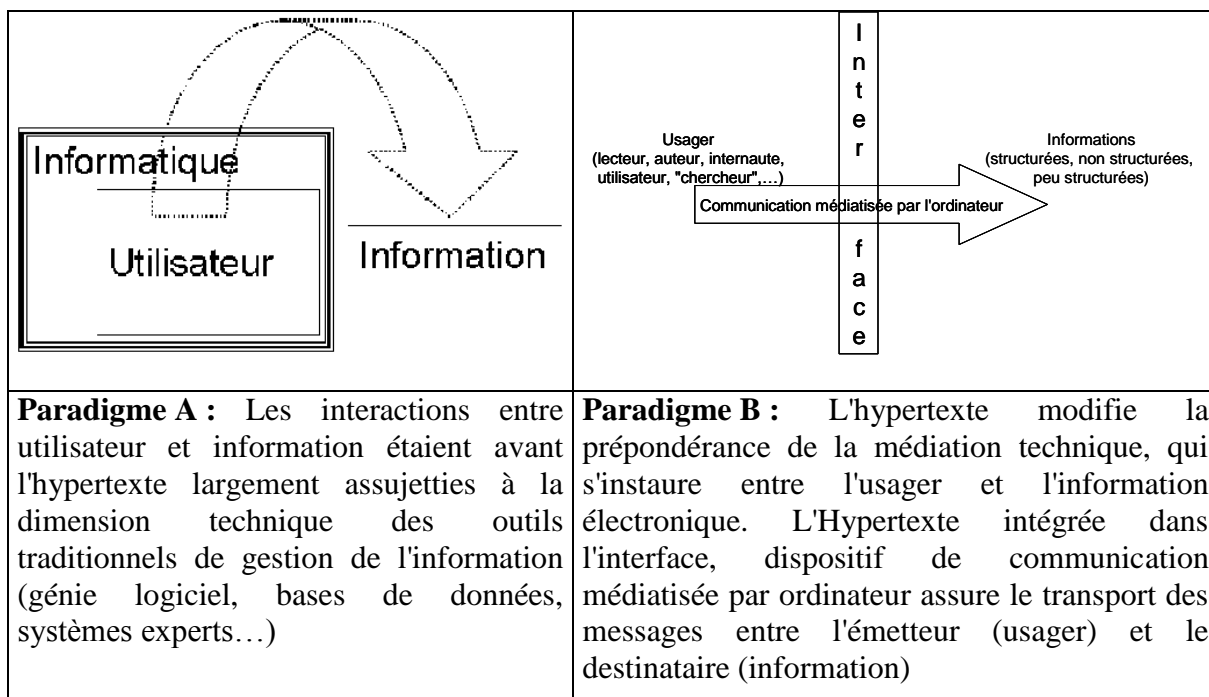 Informatique
Utilisateur
Information
Inter
face
Usager
(lecteur, auteur, internaute,
utilisateur, "chercheur",...)
Communication médiatisée par l'ordinateur
Informations
(structurées, non structurées,
peu structurées)
Paradigme A : Les interactions entre
utilisateur et information étaient avant
l'hypertexte largement assujetties à la
dimension technique des outils
traditionnels de gestion de l'information
(génie logiciel, bases de données,
systèmes experts…)
Paradigme B : L'hypertexte modifie la
prépondérance de la médiation technique, qui
s'instaure entre l'usager et l'information
électronique. L'Hypertexte intégrée dans
l'interface, dispositif de communication
médiatisée par ordinateur assure le transport des
messages entre l'émetteur (usager) et le
destinataire (information)